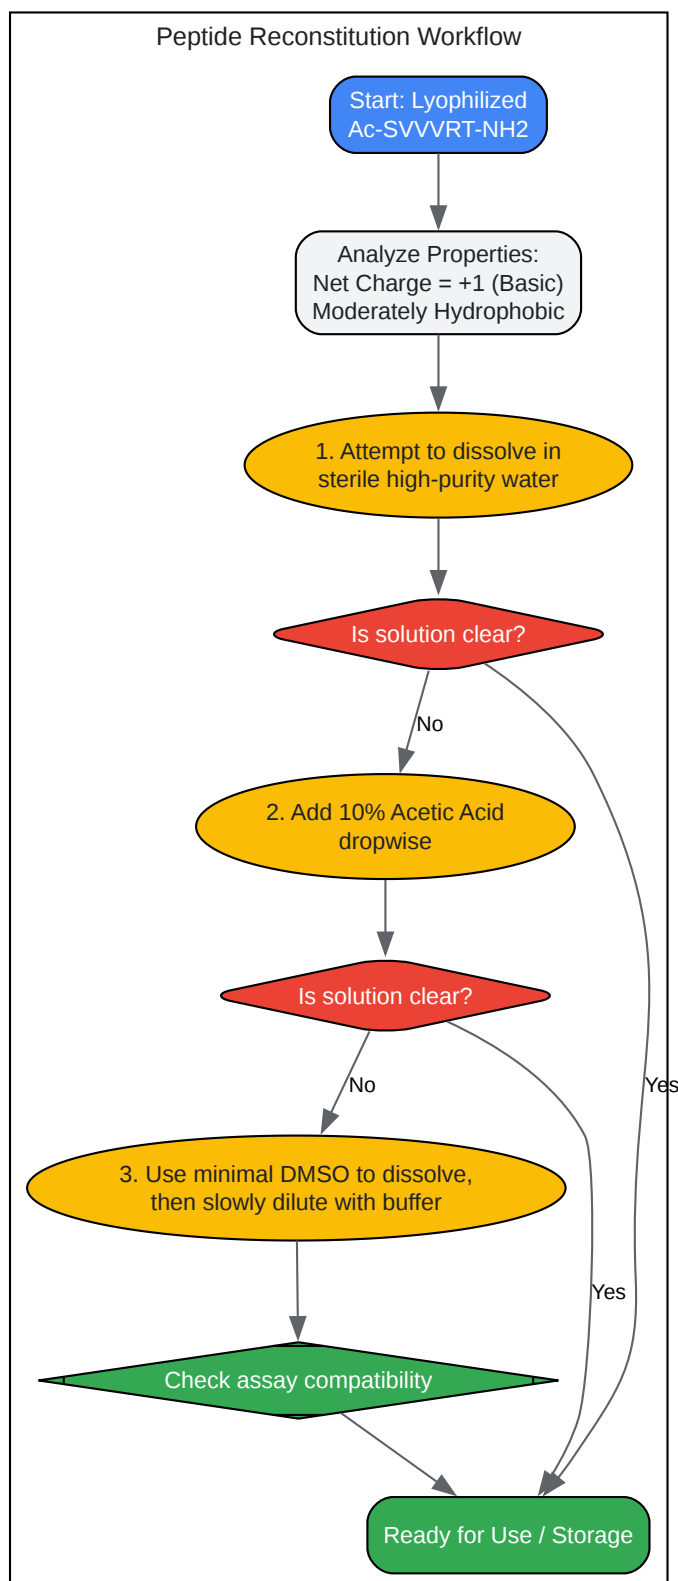 Peptide Reconstitution Workflow
Start: Lyophilized
Ac-SVVVRT-NH2
Analyze Properties:
Net Charge = +1 (Basic)
Moderately Hydrophobic
1. Attempt to dissolve in
sterile high-purity water
Is solution clear?
No
2. Add 10% Acetic Acid
dropwise
Is solution clear?
No
Yes
3. Use minimal DMSO to dissolve,
then slowly dilute with buffer
Yes
Check assay compatibility
Ready for Use / Storage